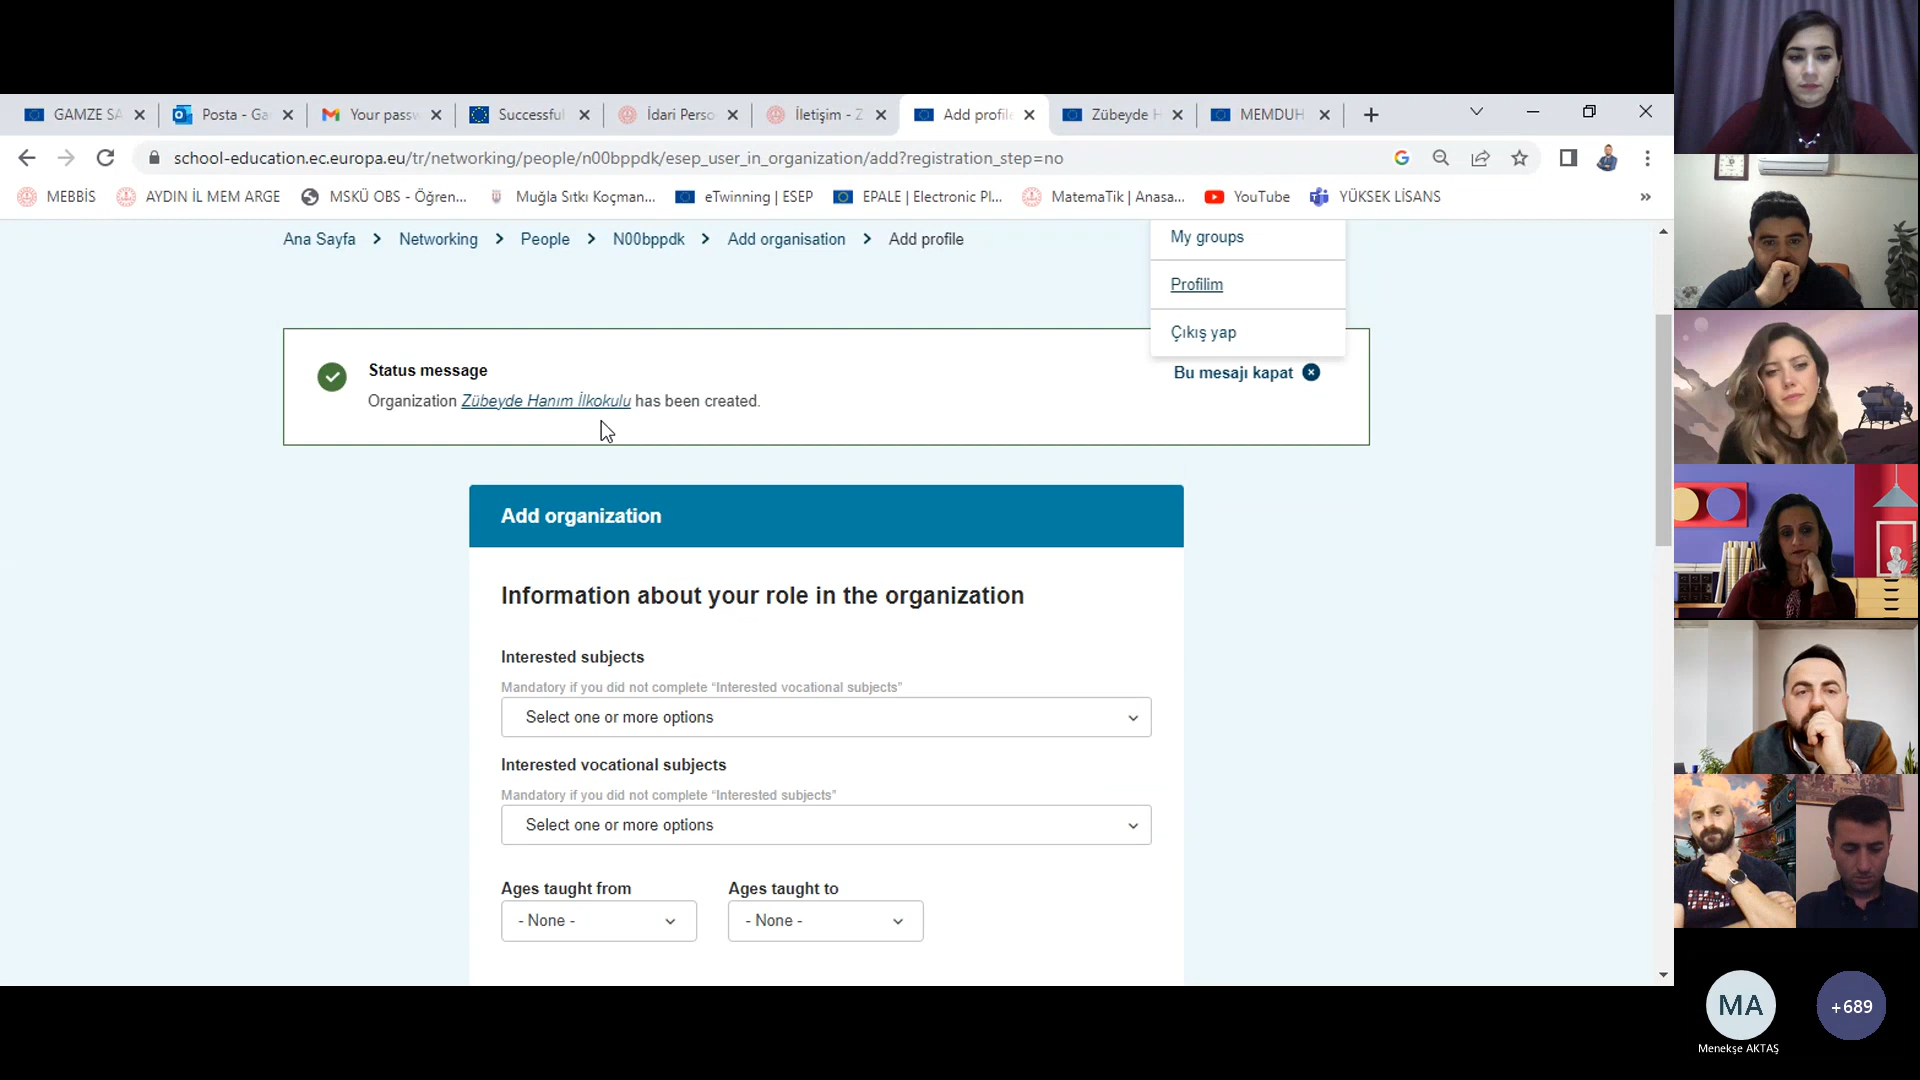 GAMZE SA
Posta - Ga
Your passw
Successful
İdari Perso
İletişim - Z
Add profile
Zübeyde H
MEMDUH
school-education.ec.europa.eu/tr/networking/people/n00bppdk/esep_user_in_organization/add?registration_step=no
MEBBİS
AYDIN İL MEM ARGE
MSKÜ OBS - Öğren...
Muğla Sıtkı Koçman...
eTwinning | ESEP
EPALE | Electronic Pl...
MatemaTik | Anasa...
YouTube
YÜKSEK LİSANS
»
Ana Sayfa > Networking > People > N00bppdk > Add organisation > Add profile
My groups
Profilim
Çıkış yap
Status message
Bu mesajı kapat
Organization Zübeyde Hanım İlkokulu has been created.
Add organization
Information about your role in the organization
Interested subjects
Mandatory if you did not complete “Interested vocational subjects”
Select one or more options
Interested vocational subjects
Mandatory if you did not complete “Interested subjects”
Select one or more options
Ages taught from Ages taught to
- None - - None -
MA
+689
Menekşe AKTAŞ